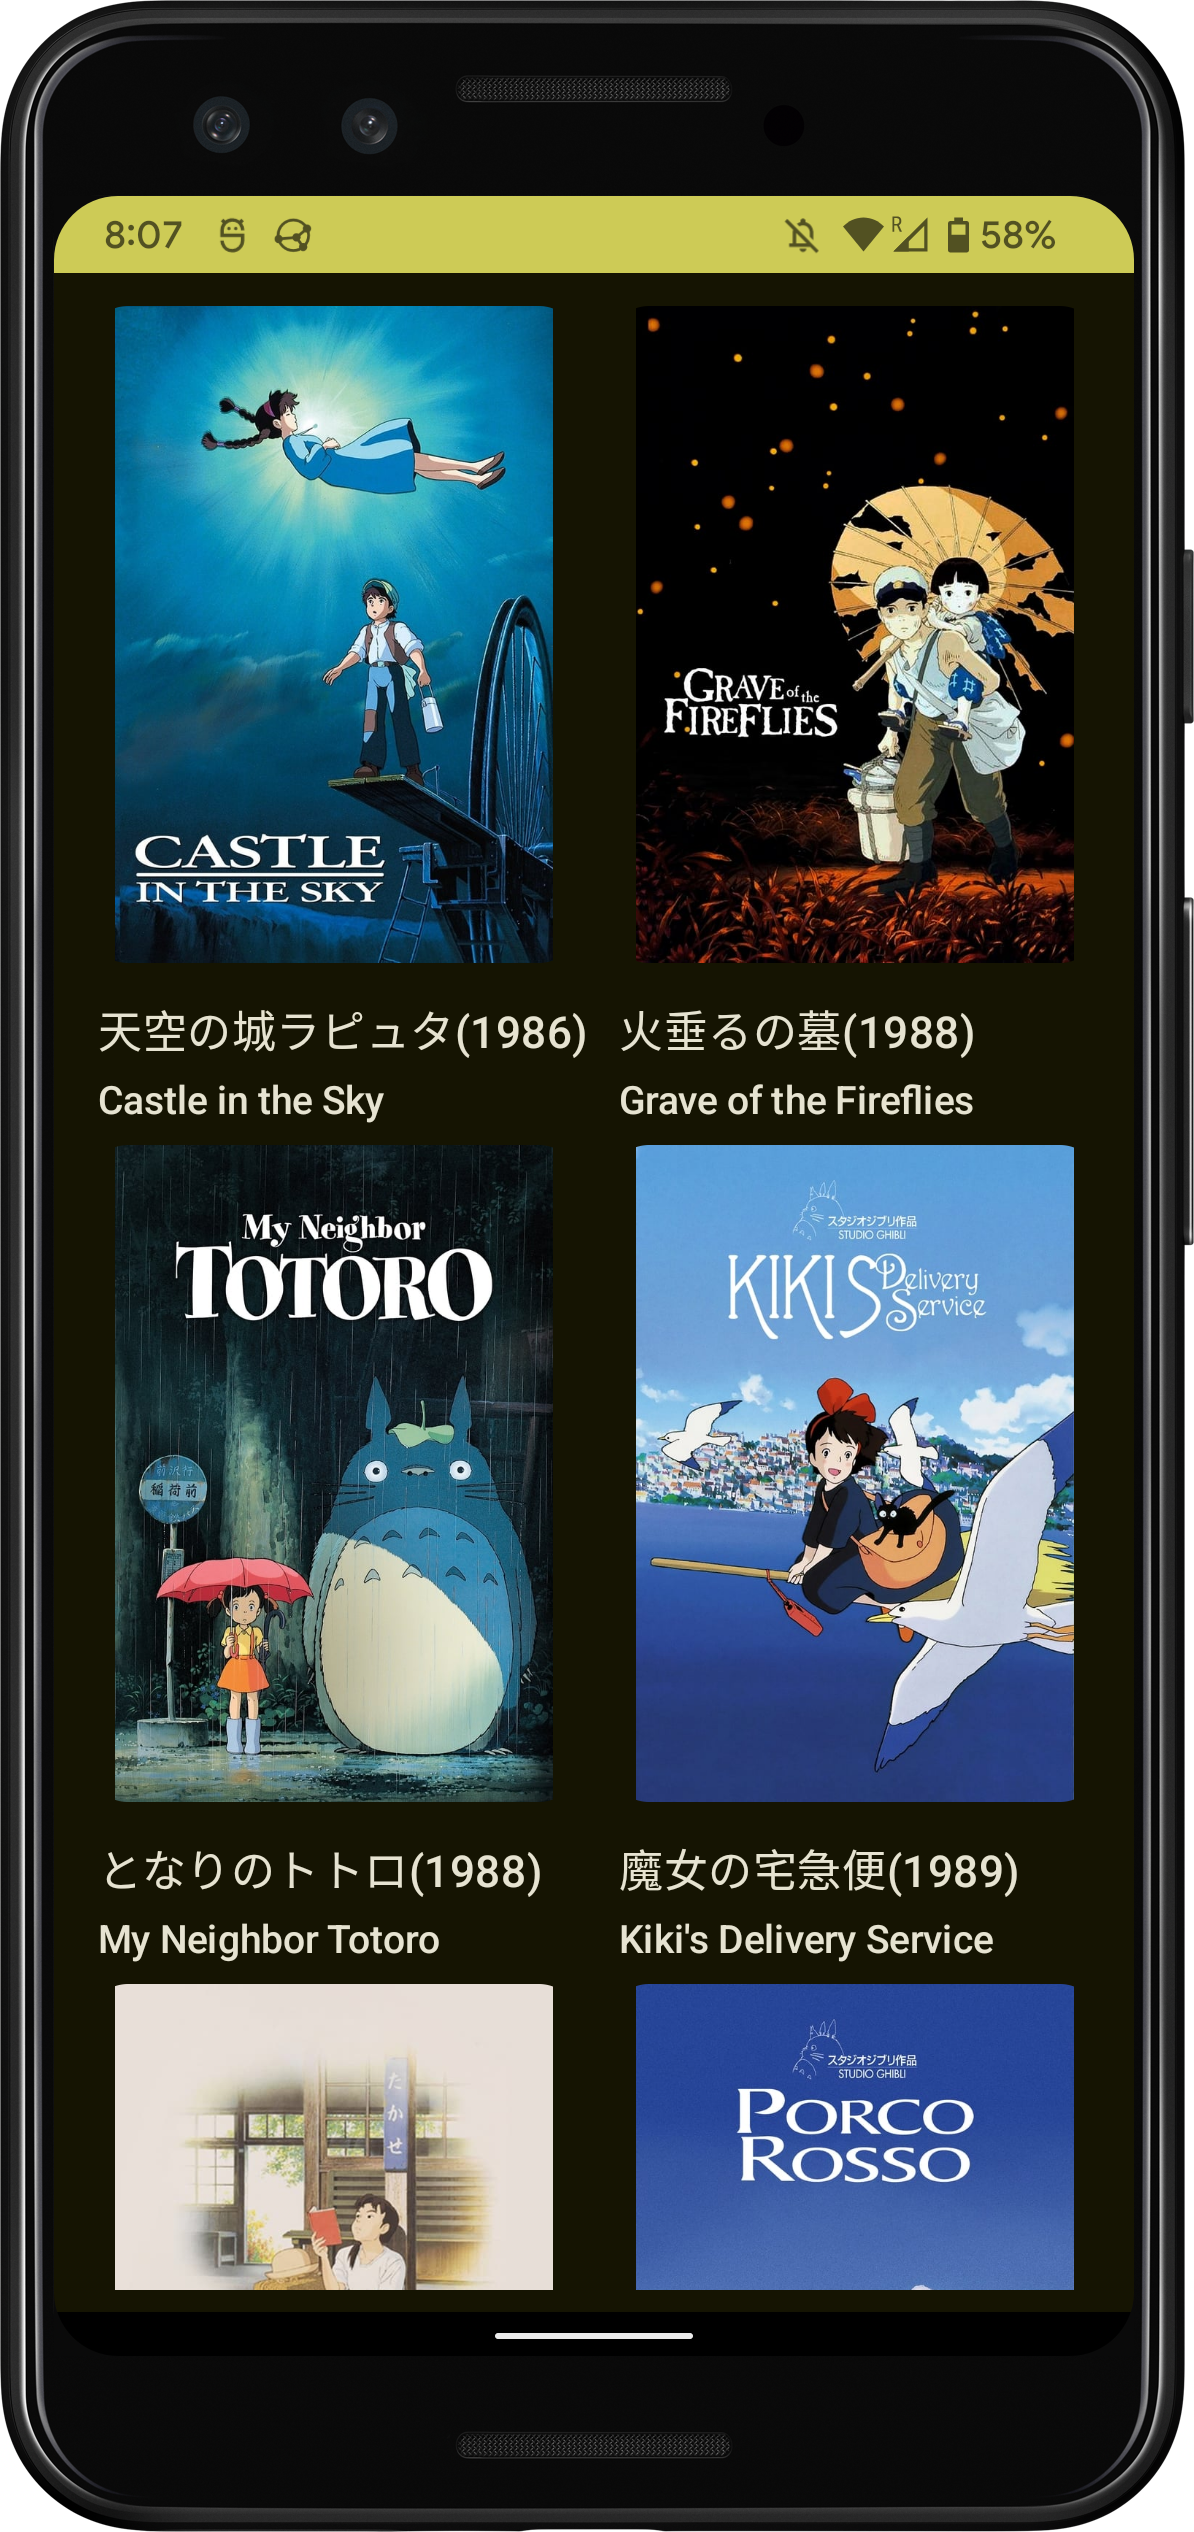 8:07
R
58%
CASTLE
IN THE SKY
GRAVE of the
FIREFLIES
天空の城ラピュタ(1986)
Castle in the Sky
火垂るの墓(1988)
Grave of the Fireflies
My Neighbor
TOTORO
前沢行
稲荷前
スタジオジブリ作品
STUDIO GHIBLI
KIKI'S Delivery
Service
となりのトトロ(1988)
My Neighbor Totoro
魔女の宅急便(1989)
Kiki's Delivery Service
たかせ
スタジオジブリ作品
STUDIO GHIBLI
PORCO
ROSSO